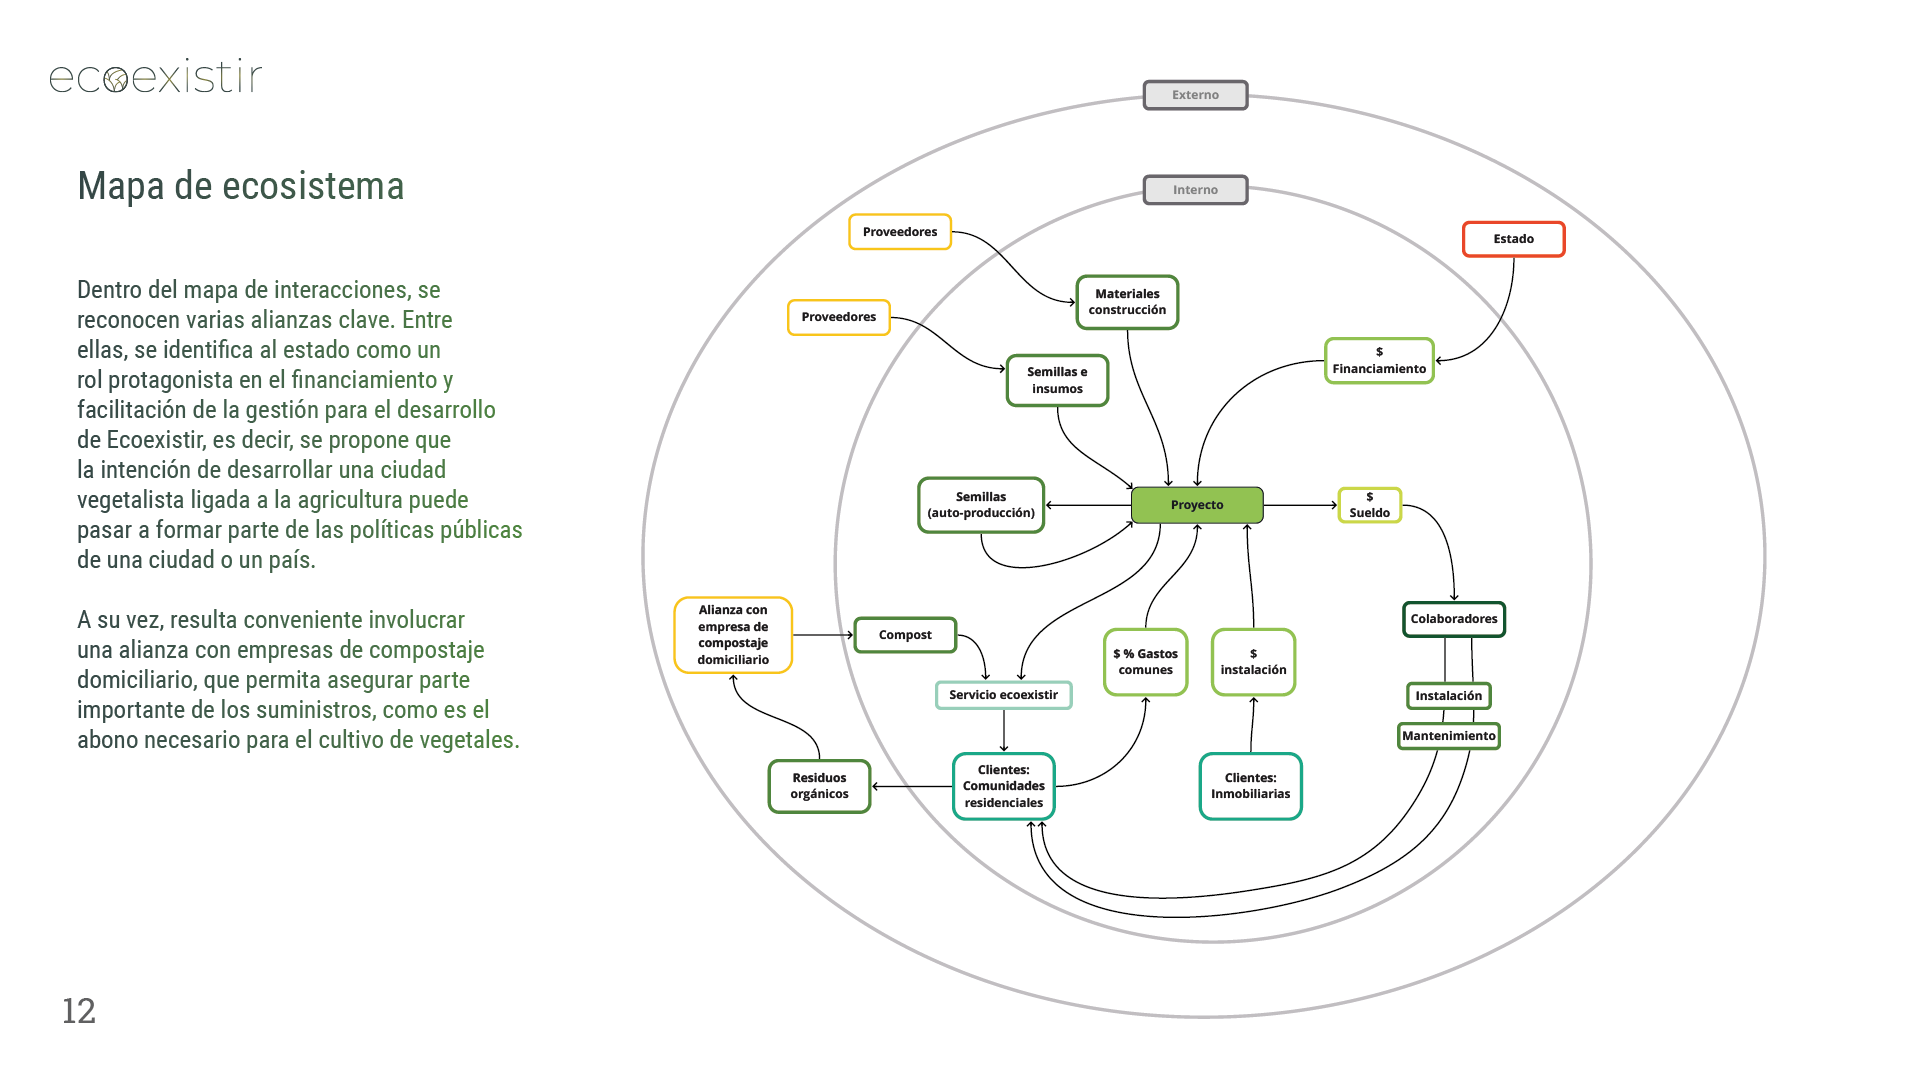 ecoexistir
Mapa de ecosistema
Dentro del mapa de interacciones, se
reconocen varias alianzas clave. Entre
ellas, se identifica al estado como un
rol protagonista en el financiamiento y
facilitación de la gestión para el desarrollo
de Ecoexistir, es decir, se propone que
la intención de desarrollar una ciudad
vegetalista ligada a la agricultura puede
pasar a formar parte de las políticas públicas
de una ciudad o un país.
A su vez, resulta conveniente involucrar
una alianza con empresas de compostaje
domiciliario, que permita asegurar parte
importante de los suministros, como es el
abono necesario para el cultivo de vegetales.
12
Externo
Interno
Proveedores
Estado
Materiales
construcción
Proveedores
$
Financiamiento
Semillas e
insumos
Semillas
(auto-producción)
Proyecto
$
Sueldo
Alianza con
empresa de
compostaje
domiciliario
Compost
Colaboradores
$ % Gastos
comunes
$
instalación
Servicio ecoexistir
Instalación
Mantenimiento
Residuos
orgánicos
Clientes:
Comunidades
residenciales
Clientes:
Inmobiliarias